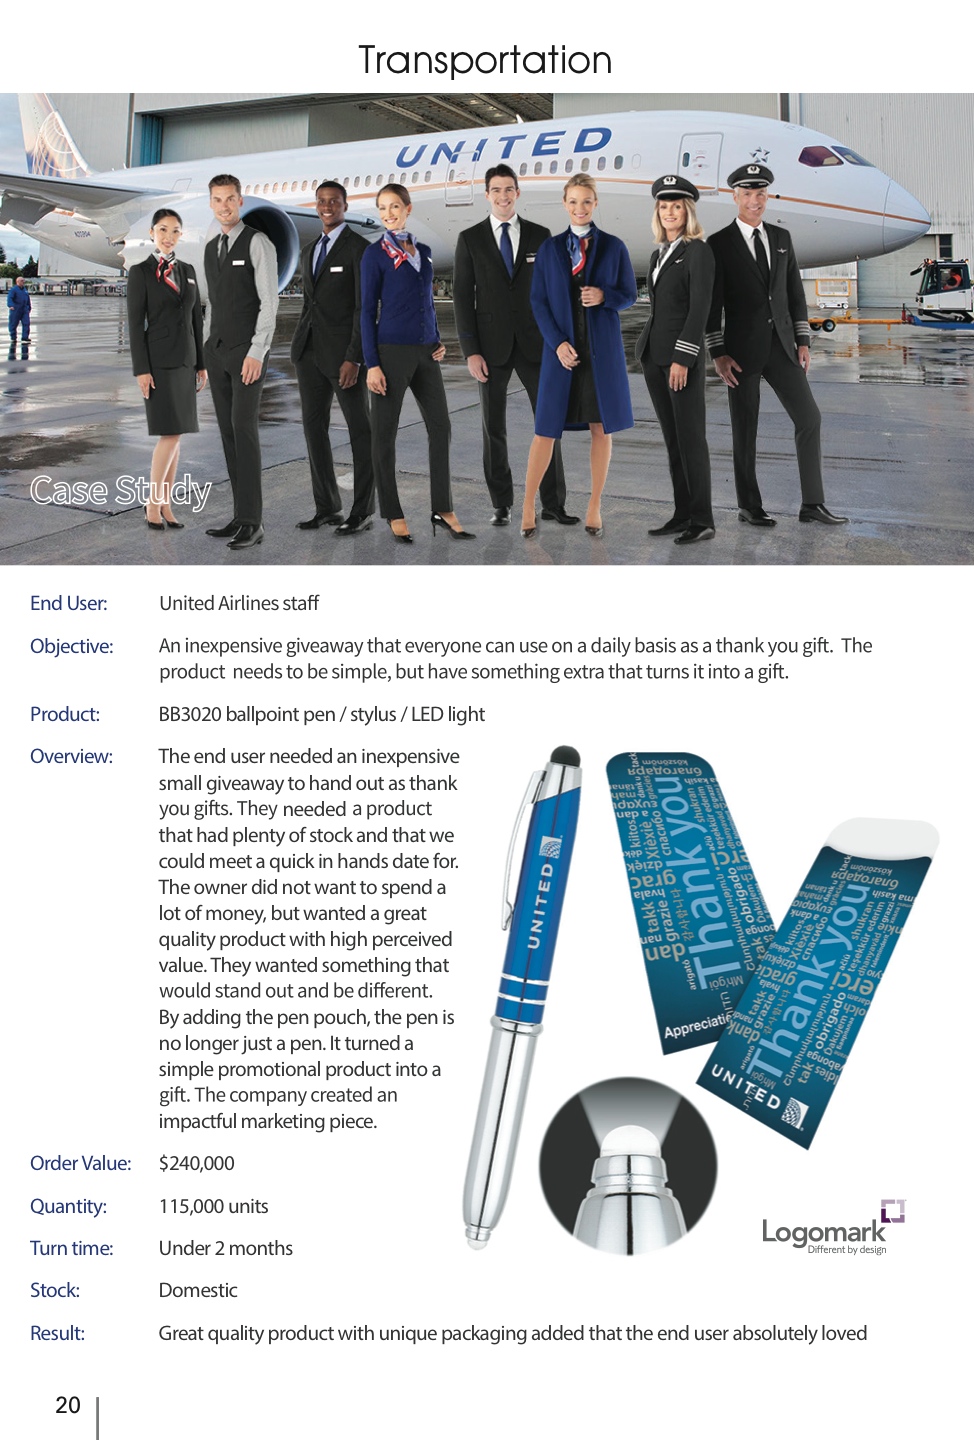 Transportation
UNITED
Case Study
End User: United Airlines staff
Objective: An inexpensive giveaway that everyone can use on a daily basis as a thank you gift. The
product needs to be simple, but have something extra that turns it into a gift.
Product: BB3020 ballpoint pen / stylus / LED light
Overview: The end user needed an inexpensive
small giveaway to hand out as thank
you gifts. They needed a product
that had plenty of stock and that we
could meet a quick in hands date for.
The owner did not want to spend a
lot of money, but wanted a great
quality product with high perceived
value. They wanted something that
would stand out and be different.
By adding the pen pouch, the pen is
no longer just a pen. It turned a
simple promotional product into a
gift. The company created an
impactful marketing piece.
UNITED
Thank you
Thank you
UNITED
Order Value: $240,000
Quantity: 115,000 units
Turn time: Under 2 months
Stock: Domestic
Result: Great quality product with unique packaging added that the end user absolutely loved
Logomark
Different by design
20